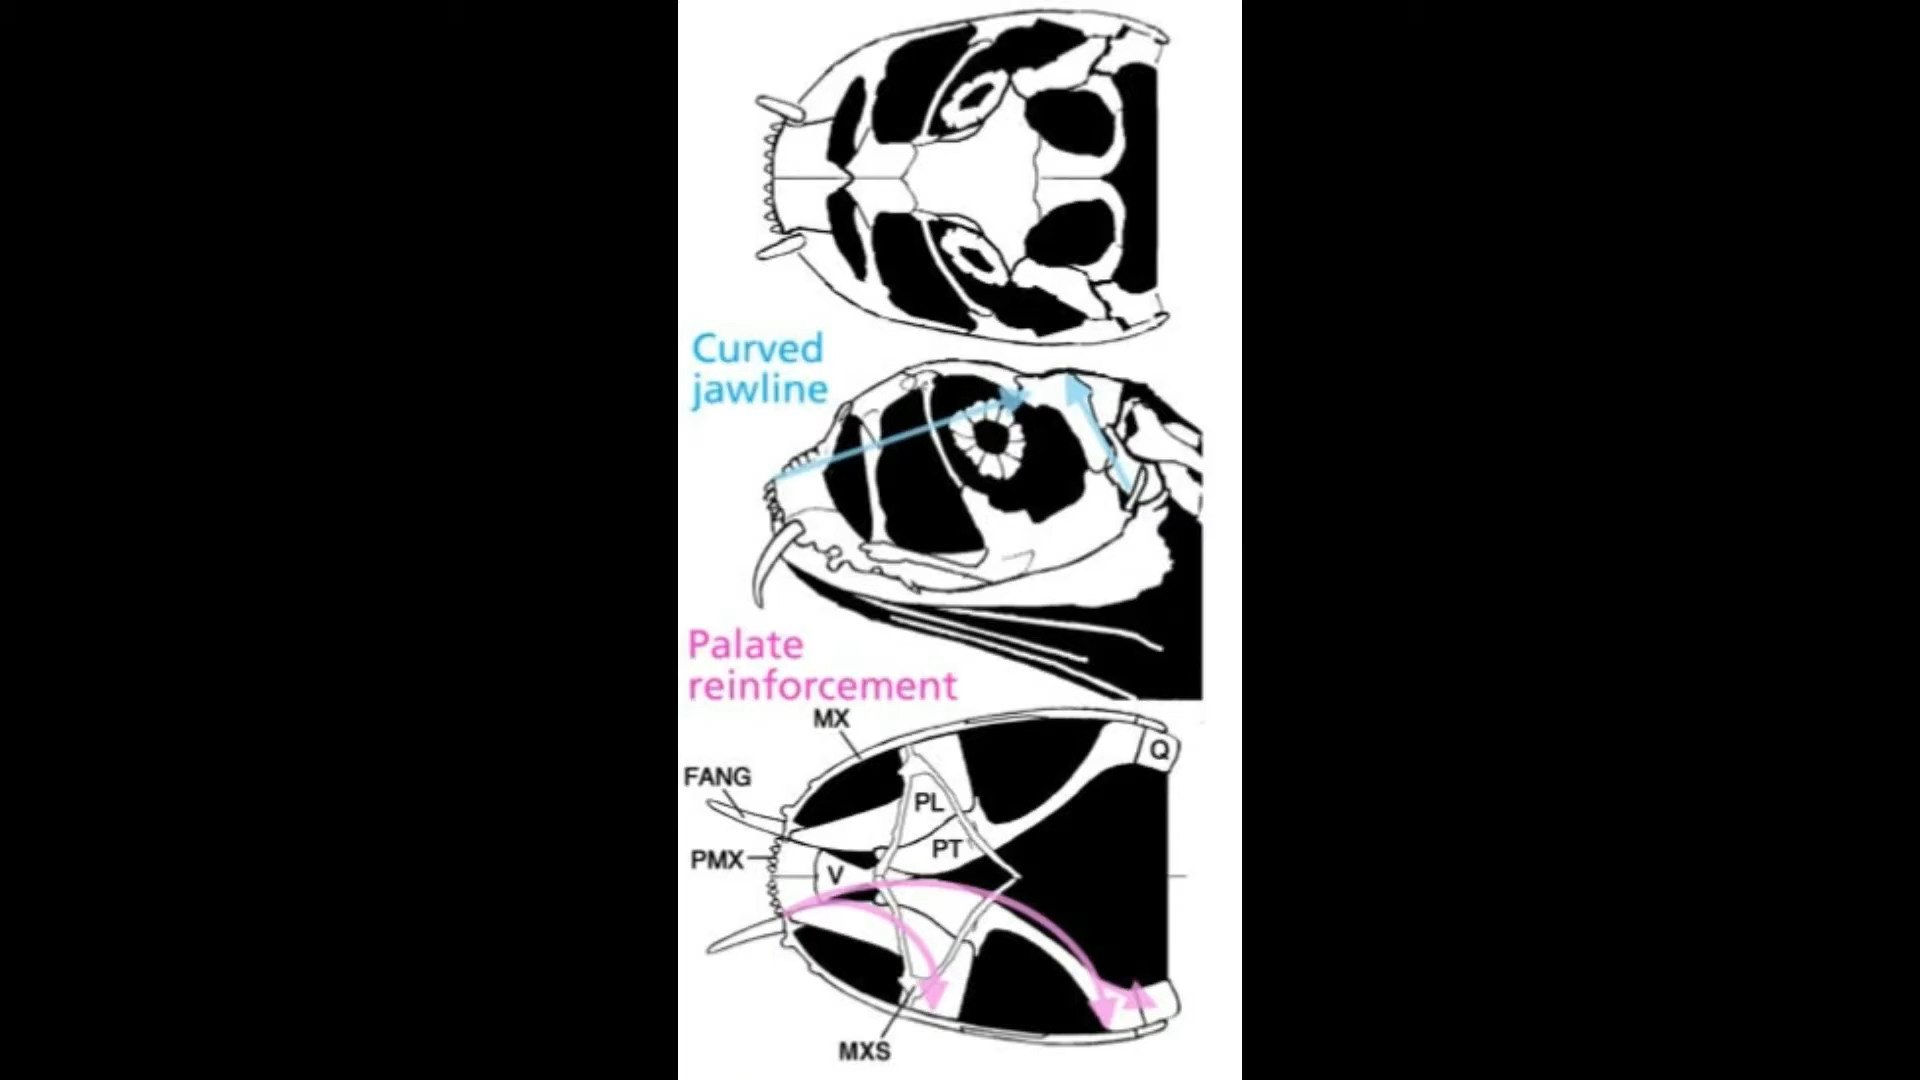 Curved
jawline
Palate
reinforcement
MX
Q
FANG
PL
PT
PMX
V
MXS